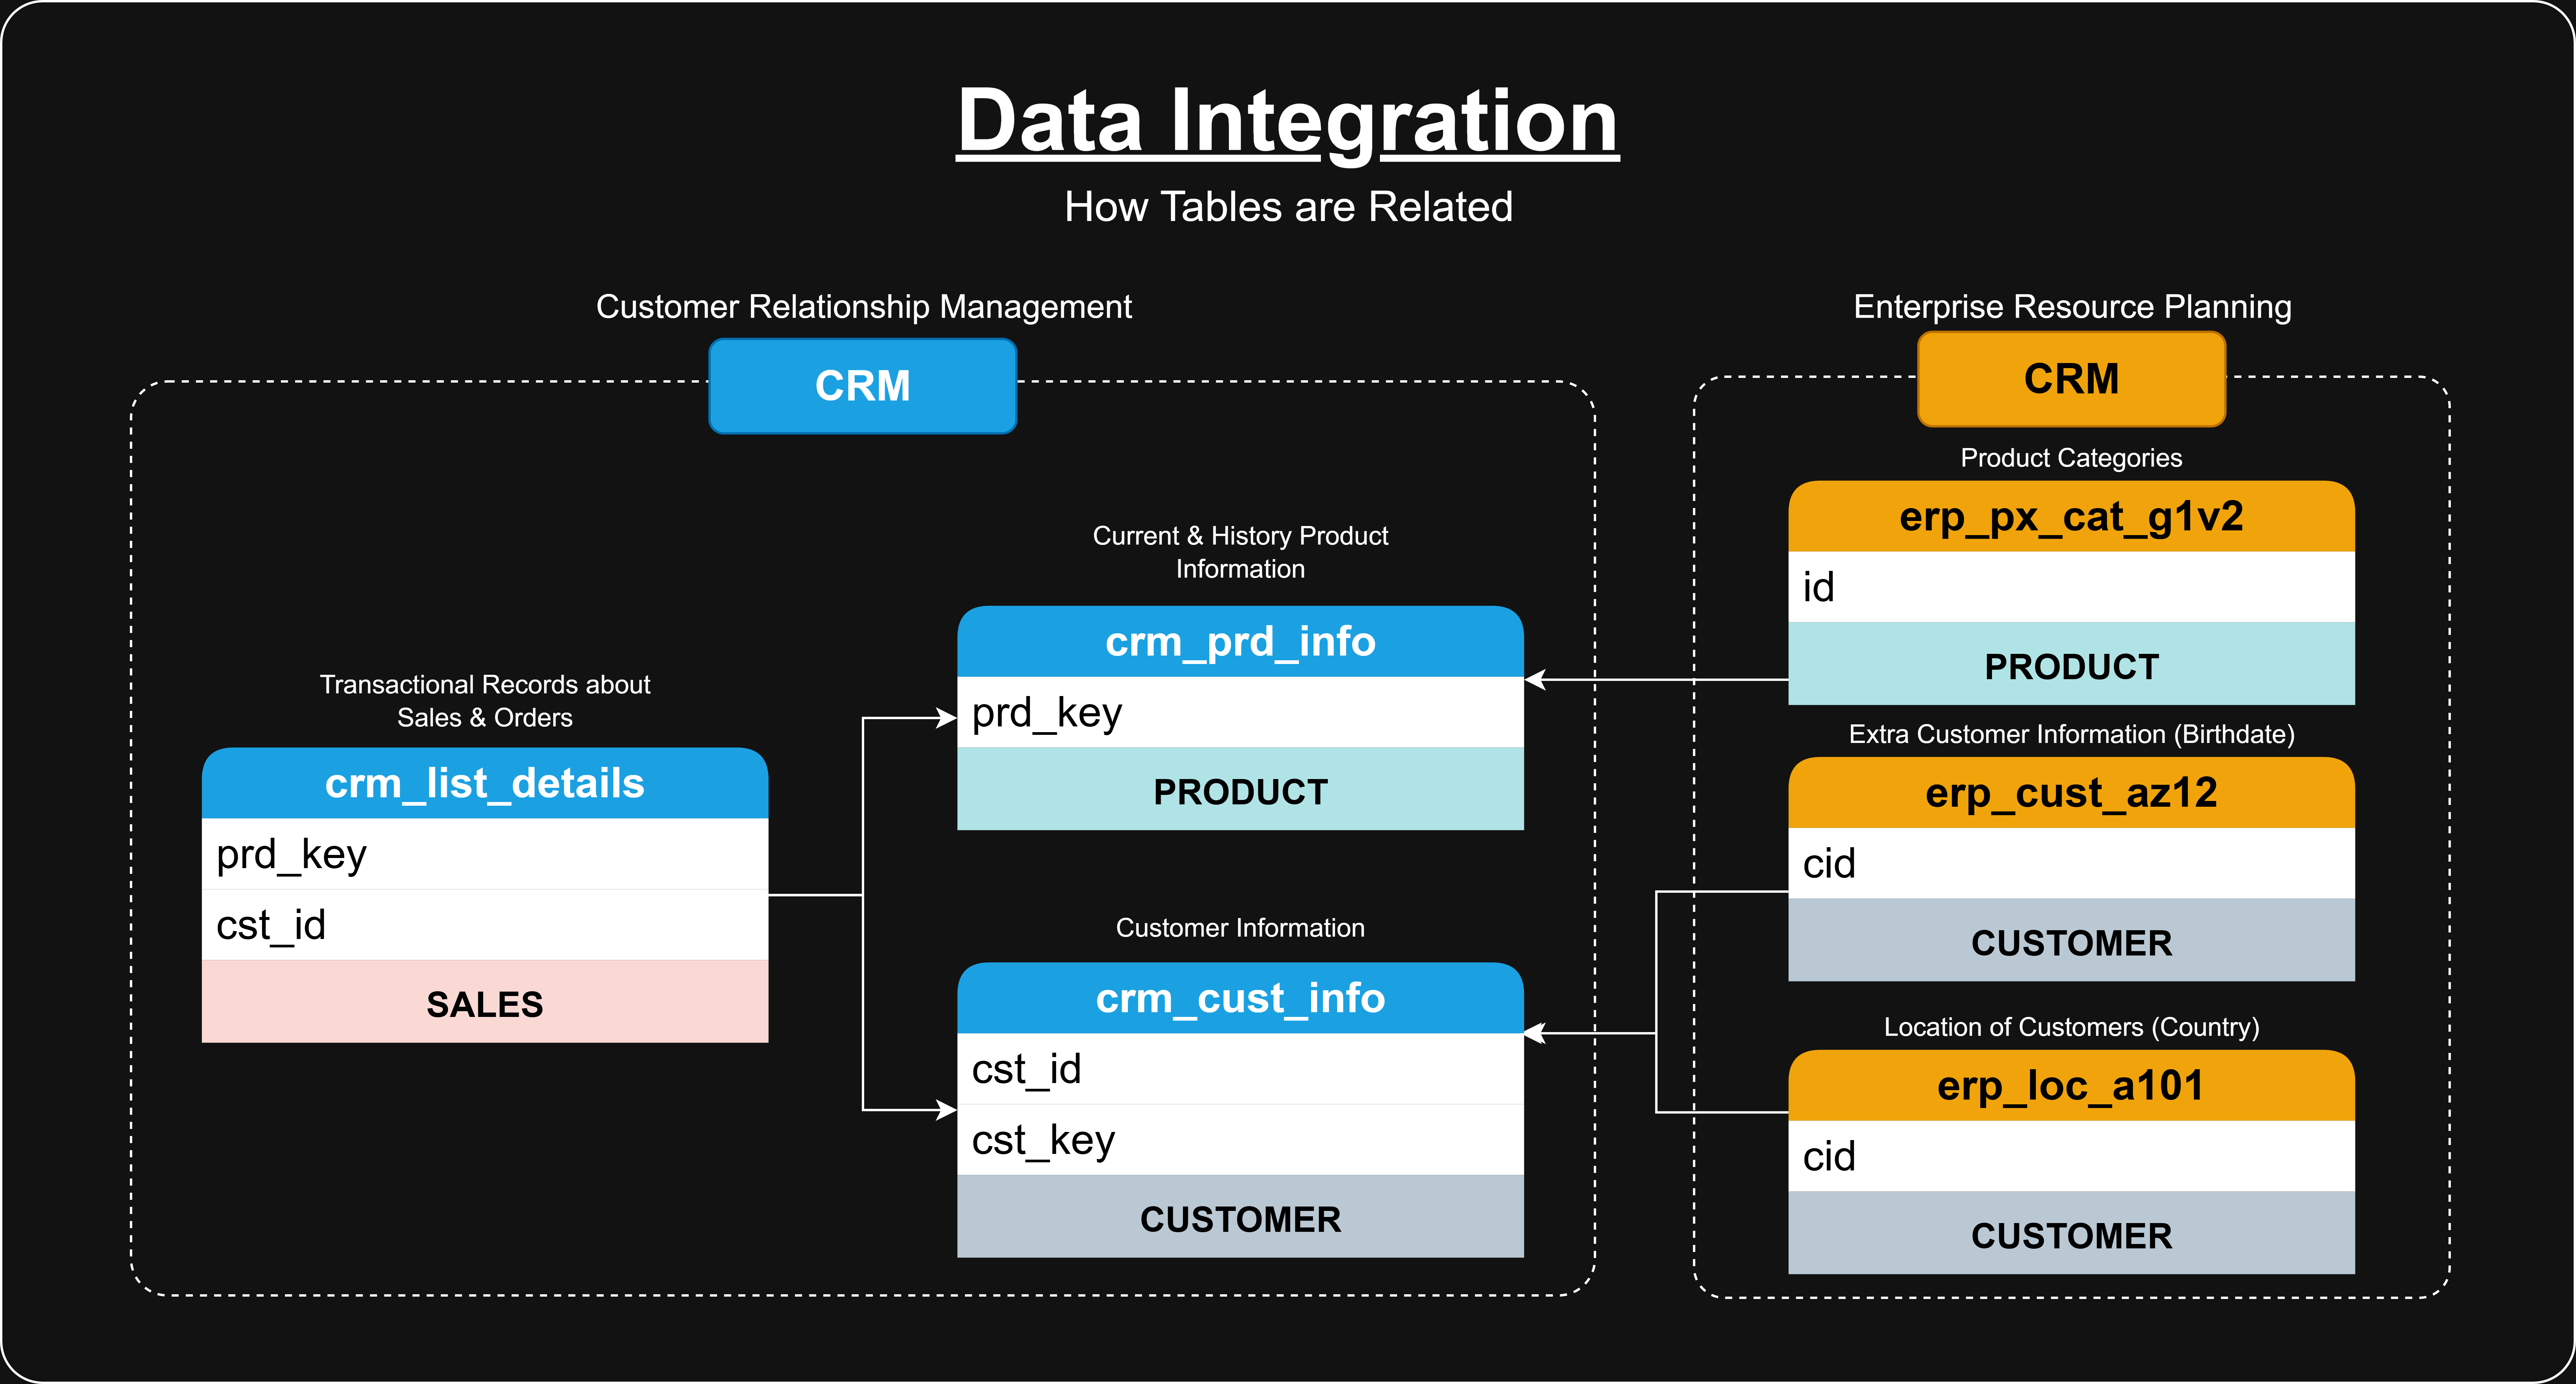 Data Integration
How Tables are Related
Customer Relationship Management
CRM
Transactional Records about
Sales & Orders
crm_list_details
prd_key
cst_id
SALES
Current & History Product
Information
crm_prd_info
prd_key
PRODUCT
Customer Information
crm_cust_info
cst_id
cst_key
CUSTOMER
Enterprise Resource Planning
CRM
Product Categories
erp_px_cat_g1v2
id
PRODUCT
Extra Customer Information (Birthdate)
erp_cust_az12
cid
CUSTOMER
Location of Customers (Country)
erp_loc_a101
cid
CUSTOMER